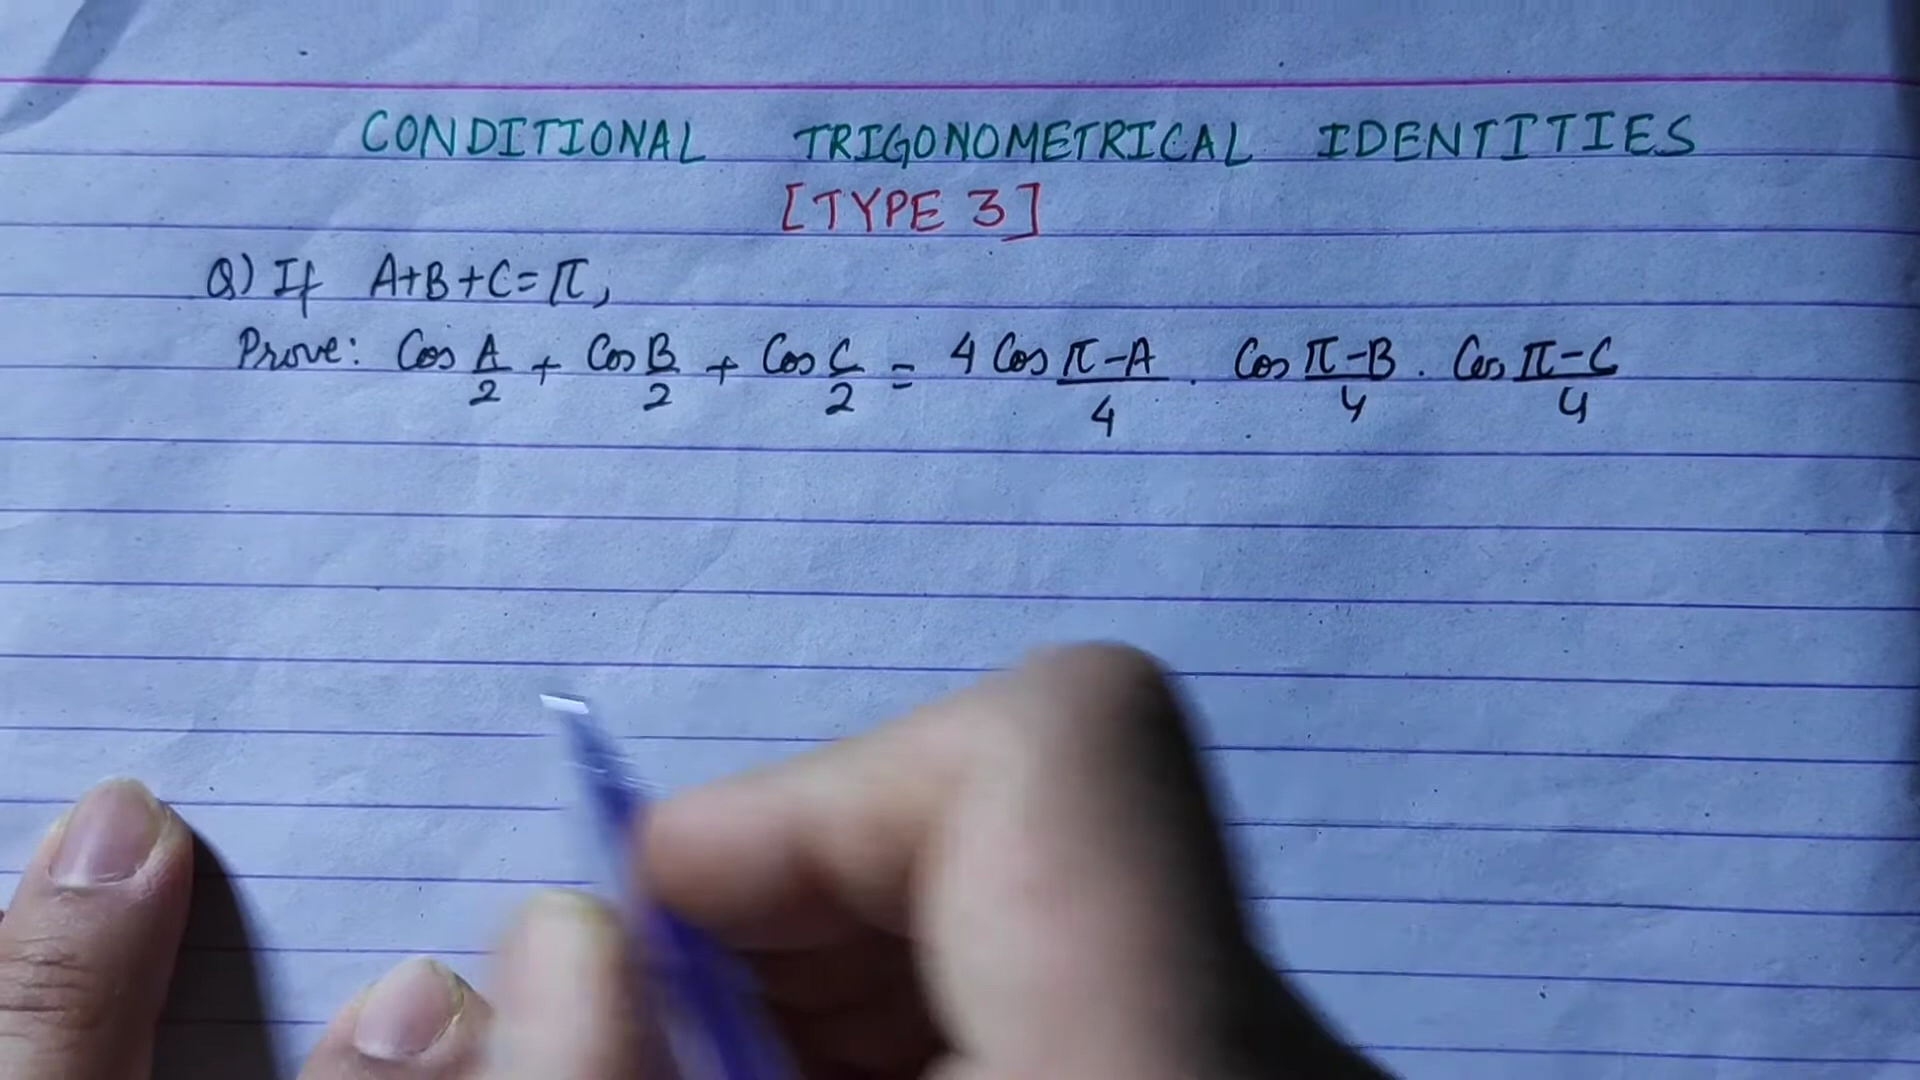 CONDITIONAL TRIGONOMETRICAL IDENTITIES
[TYPE 3]
Q) If A+B+C=π,
Prove: Cos A/2 + Cos B/2 + Cos C/2 = 4 Cos π-A/4 . Cos π-B/4 . Cos π-C/4